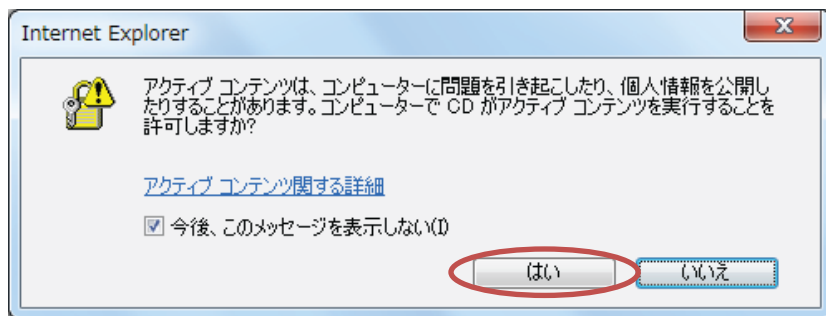 Internet Explorer
アクティブ コンテンツは、コンピューターに問題を引き起こしたり、個人情報を公開し
たりすることがあります。コンピューターで CD がアクティブ コンテンツを実行することを
許可しますか?
アクティブ コンテンツ関する詳細
今後、このメッセージを表示しない(I)
はい
いいえ